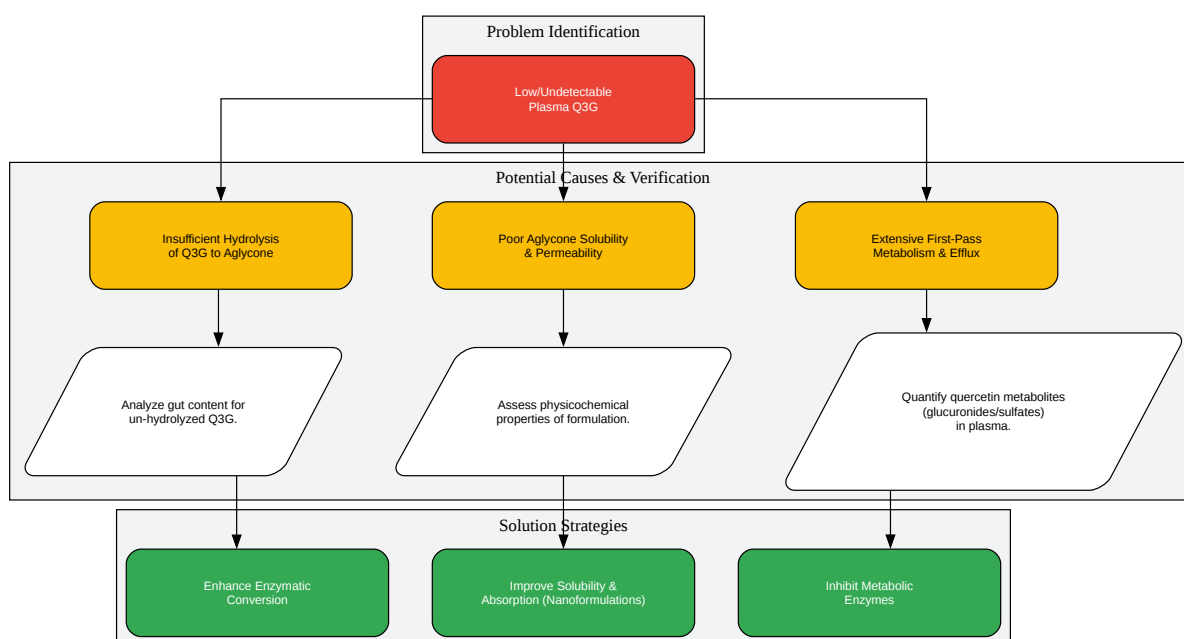 Problem Identification
Low/Undetectable
Plasma Q3G
Potential Causes & Verification
Insufficient Hydrolysis
of Q3G to Aglycone
Poor Aglycone Solubility
& Permeability
Extensive First-Pass
Metabolism & Efflux
Analyze gut content for
un-hydrolyzed Q3G.
Assess physicochemical
properties of formulation.
Quantify quercetin metabolites
(glucuronides/sulfates)
in plasma.
Solution Strategies
Enhance Enzymatic
Conversion
Improve Solubility &
Absorption (Nanoformulations)
Inhibit Metabolic
Enzymes